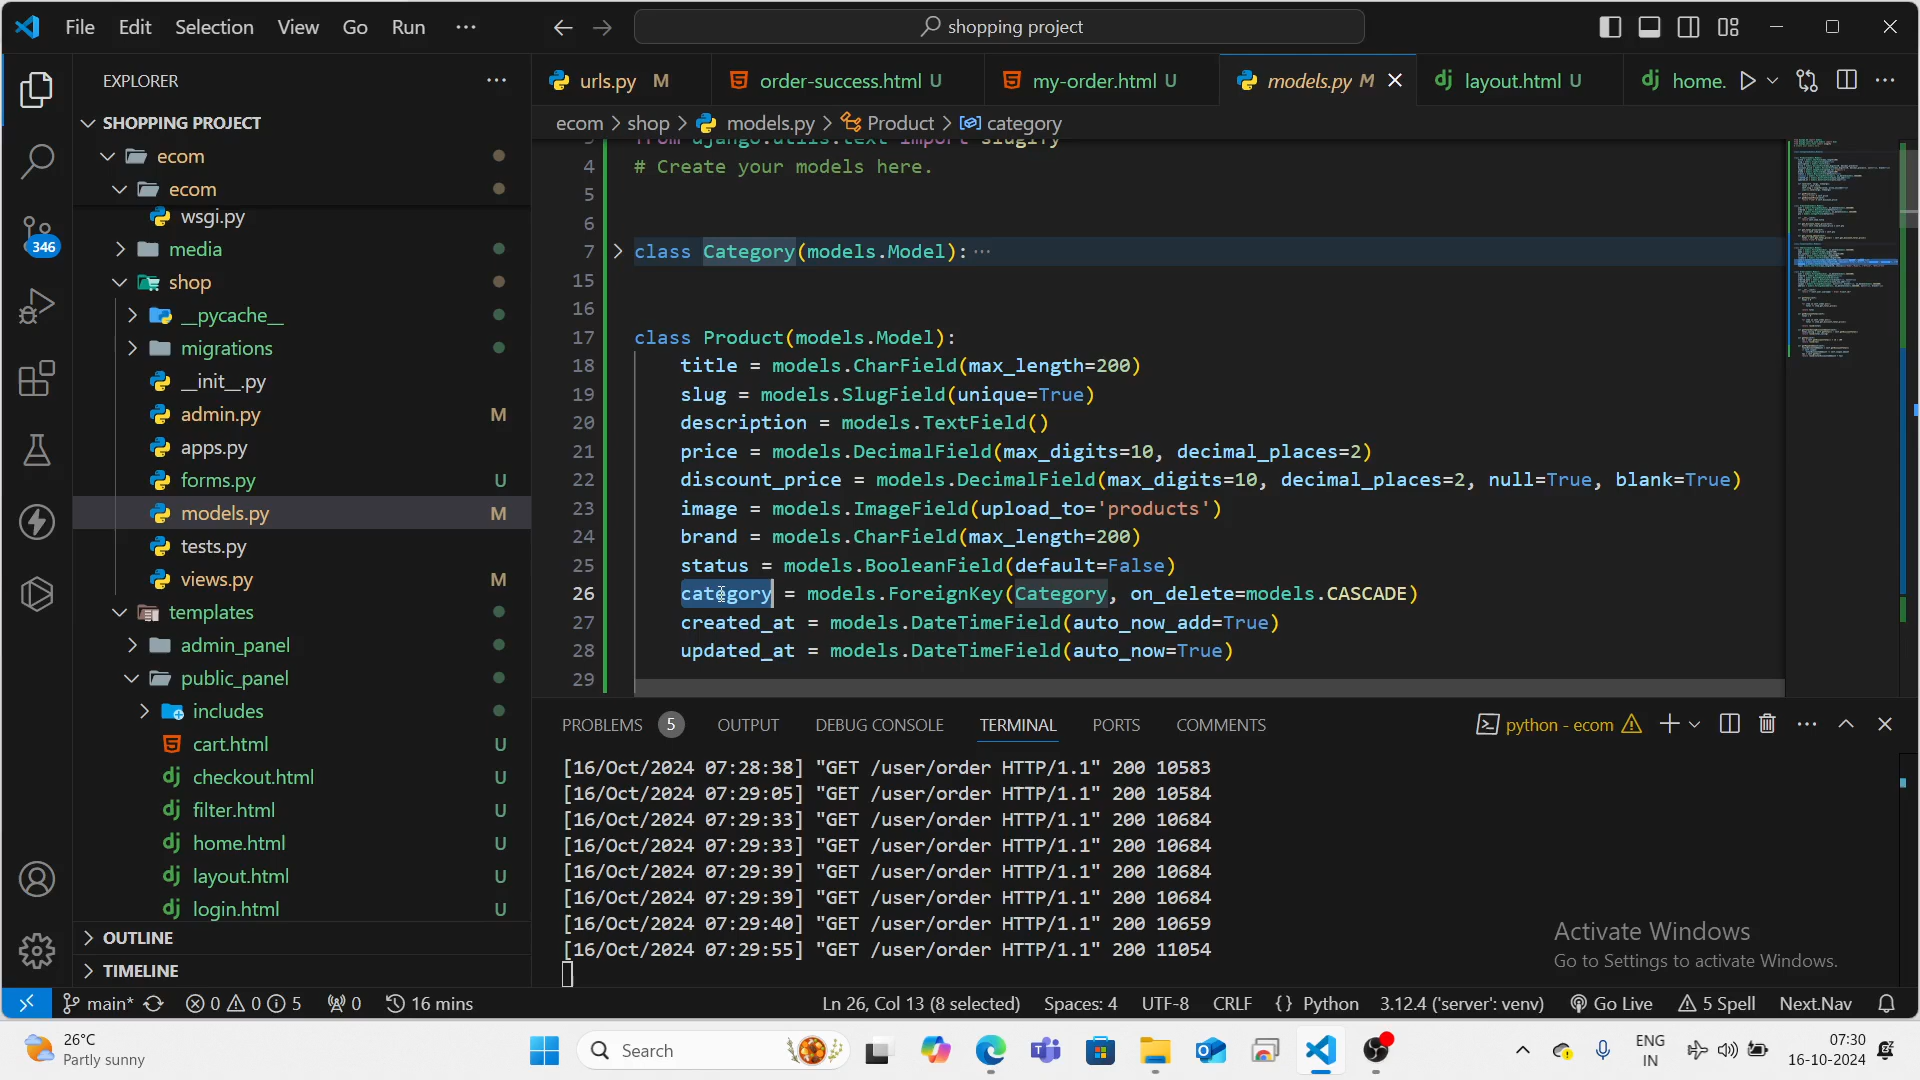 File Edit Selection View Go Run ···
shopping project
EXPLORER ···
urls.py M
order-success.html U
my-order.html U
models.py M
layout.html U
home.
ecom > shop > models.py > Product > category
SHOPPING PROJECT
ecom
ecom
wsgi.py
media
shop
__pycache__
migrations
__init__.py
admin.py M
apps.py
forms.py U
models.py M
tests.py
views.py M
templates
admin_panel
public_panel
includes
cart.html U
checkout.html U
filter.html U
home.html U
layout.html U
login.html U
OUTLINE
TIMELINE
346
3 from django.utils.text import slugify
4 # Create your models here.
5
6
7 class Category(models.Model): ···
15
16
17 class Product(models.Model):
18 title = models.CharField(max_length=200)
19 slug = models.SlugField(unique=True)
20 description = models.TextField()
21 price = models.DecimalField(max_digits=10, decimal_places=2)
22 discount_price = models.DecimalField(max_digits=10, decimal_places=2, null=True, blank=True)
23 image = models.ImageField(upload_to='products')
24 brand = models.CharField(max_length=200)
25 status = models.BooleanField(default=False)
26 category = models.ForeignKey(Category, on_delete=models.CASCADE)
27 created_at = models.DateTimeField(auto_now_add=True)
28 updated_at = models.DateTimeField(auto_now=True)
29
PROBLEMS 5 OUTPUT DEBUG CONSOLE TERMINAL PORTS COMMENTS python - ecom
[16/Oct/2024 07:28:38] "GET /user/order HTTP/1.1" 200 10583
[16/Oct/2024 07:29:05] "GET /user/order HTTP/1.1" 200 10584
[16/Oct/2024 07:29:33] "GET /user/order HTTP/1.1" 200 10684
[16/Oct/2024 07:29:33] "GET /user/order HTTP/1.1" 200 10684
[16/Oct/2024 07:29:39] "GET /user/order HTTP/1.1" 200 10684
[16/Oct/2024 07:29:39] "GET /user/order HTTP/1.1" 200 10684
[16/Oct/2024 07:29:40] "GET /user/order HTTP/1.1" 200 10659
[16/Oct/2024 07:29:55] "GET /user/order HTTP/1.1" 200 11054
Activate Windows
Go to Settings to activate Windows.
main* 0 0 5 0 16 mins Ln 26, Col 13 (8 selected) Spaces: 4 UTF-8 CRLF {} Python 3.12.4 ('server': venv) Go Live 5 Spell Next.Nav
26°C
Partly sunny
Search
ENG
IN
07:30
16-10-2024